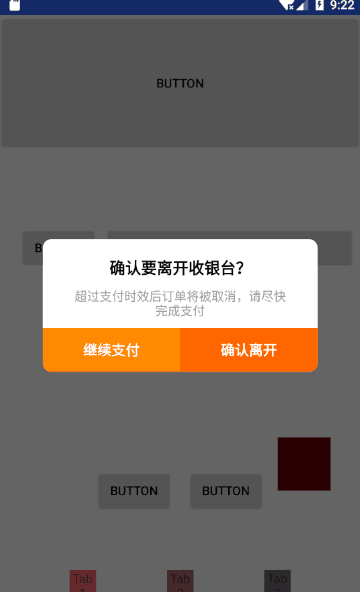 9:22
BUTTON
B
确认要离开收银台?
超过支付时效后订单将被取消，请尽快
完成支付
继续支付 确认离开
BUTTON BUTTON
Tab Tab Tab